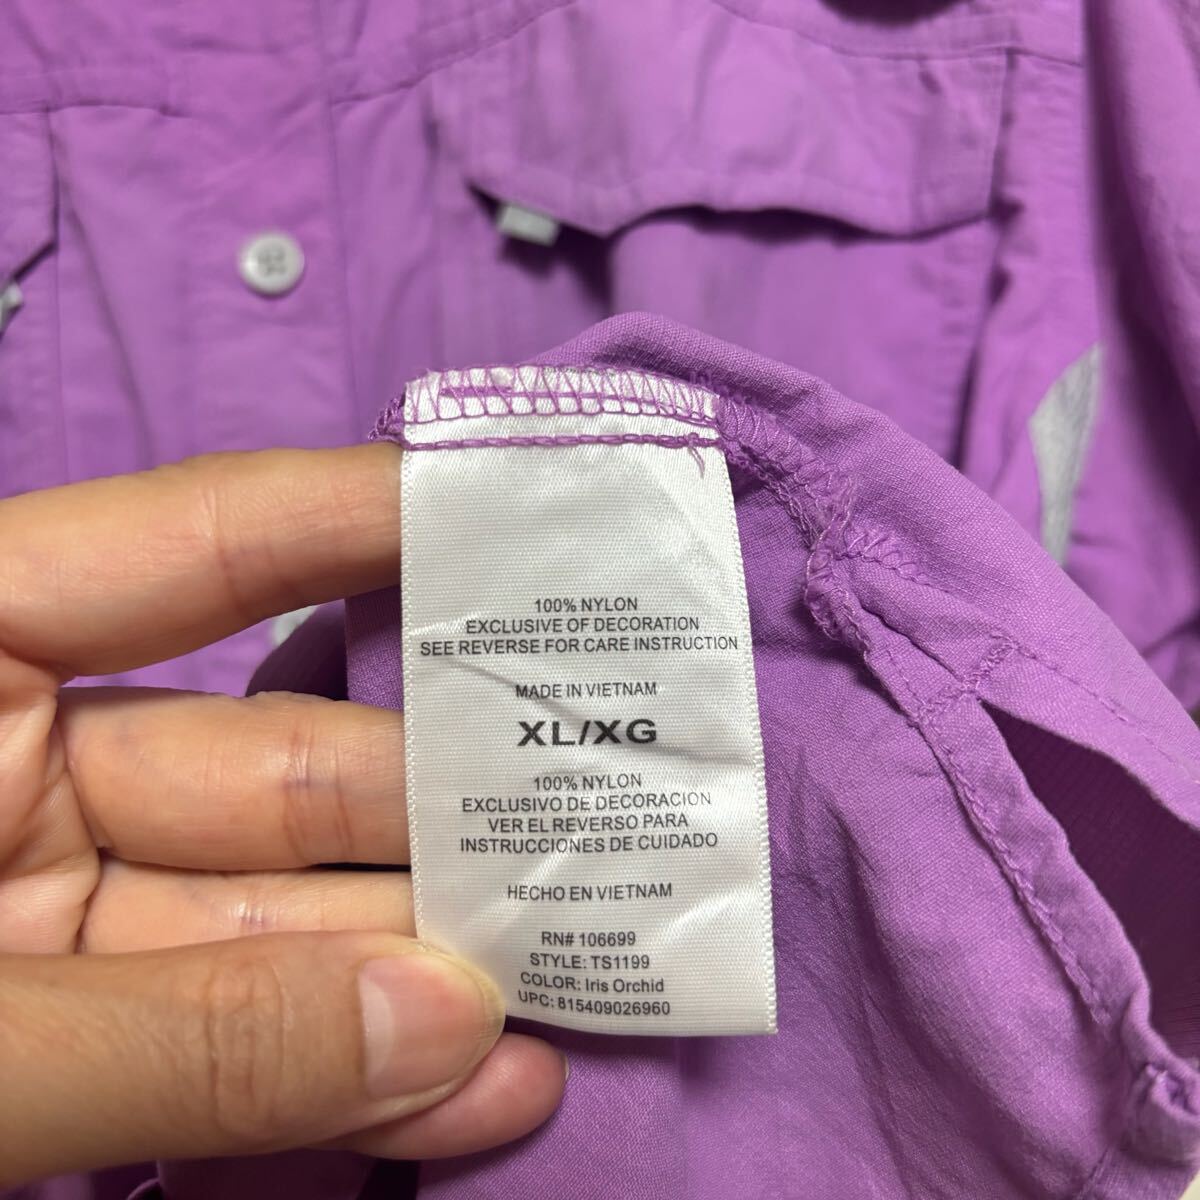 100% NYLON
EXCLUSIVE OF DECORATION
SEE REVERSE FOR CARE INSTRUCTION
MADE IN VIETNAM
XL/XG
100% NYLON
EXCLUSIVO DE DECORACION
VER EL REVERSO PARA
INSTRUCCIONES DE CUIDADO
HECHO EN VIETNAM
RN# 106699
STYLE: TS1199
COLOR: Iris Orchid
UPC: 815409026960